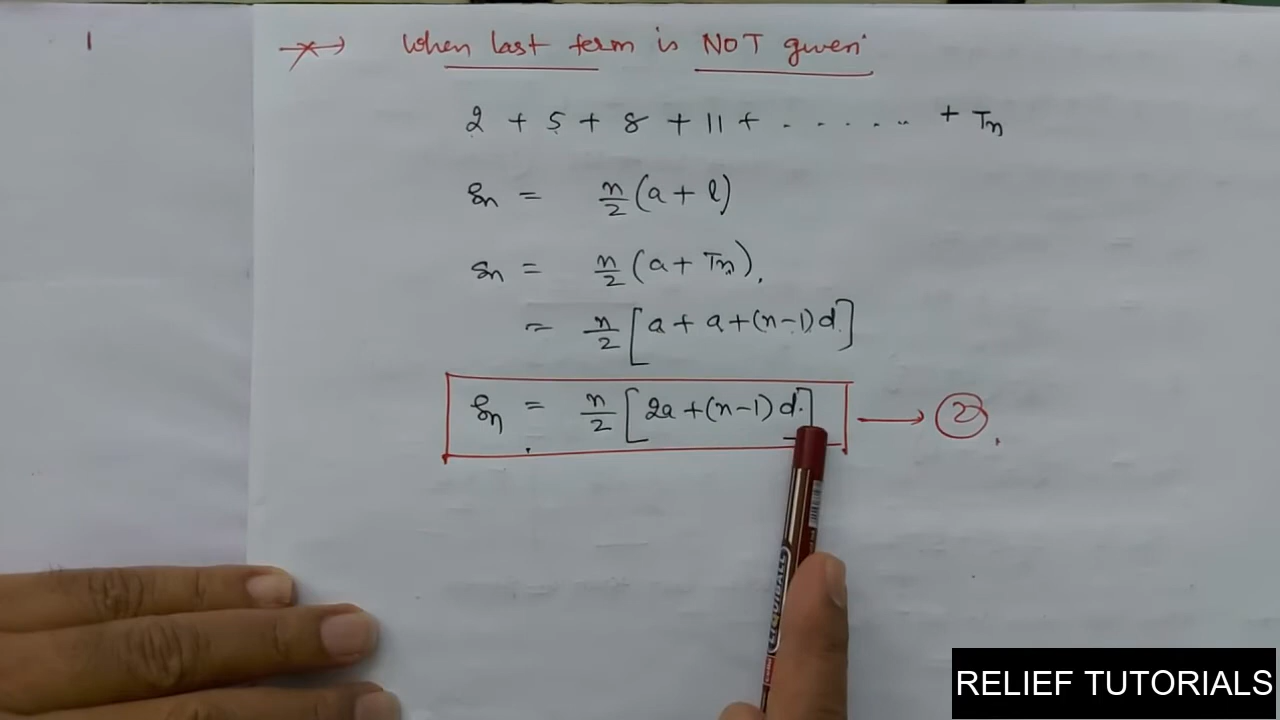 1
When last term is NOT given
2 + 5 + 8 + 11 + . . . . . .. + Tn
Sn = n/2 (a + l)
Sn = n/2 (a + Tn).
= n/2 [a + a + (n-1) d.]
Sn = n/2 [2a + (n-1) d.] → 2
LIQUIBALL
RELIEF TUTORIALS